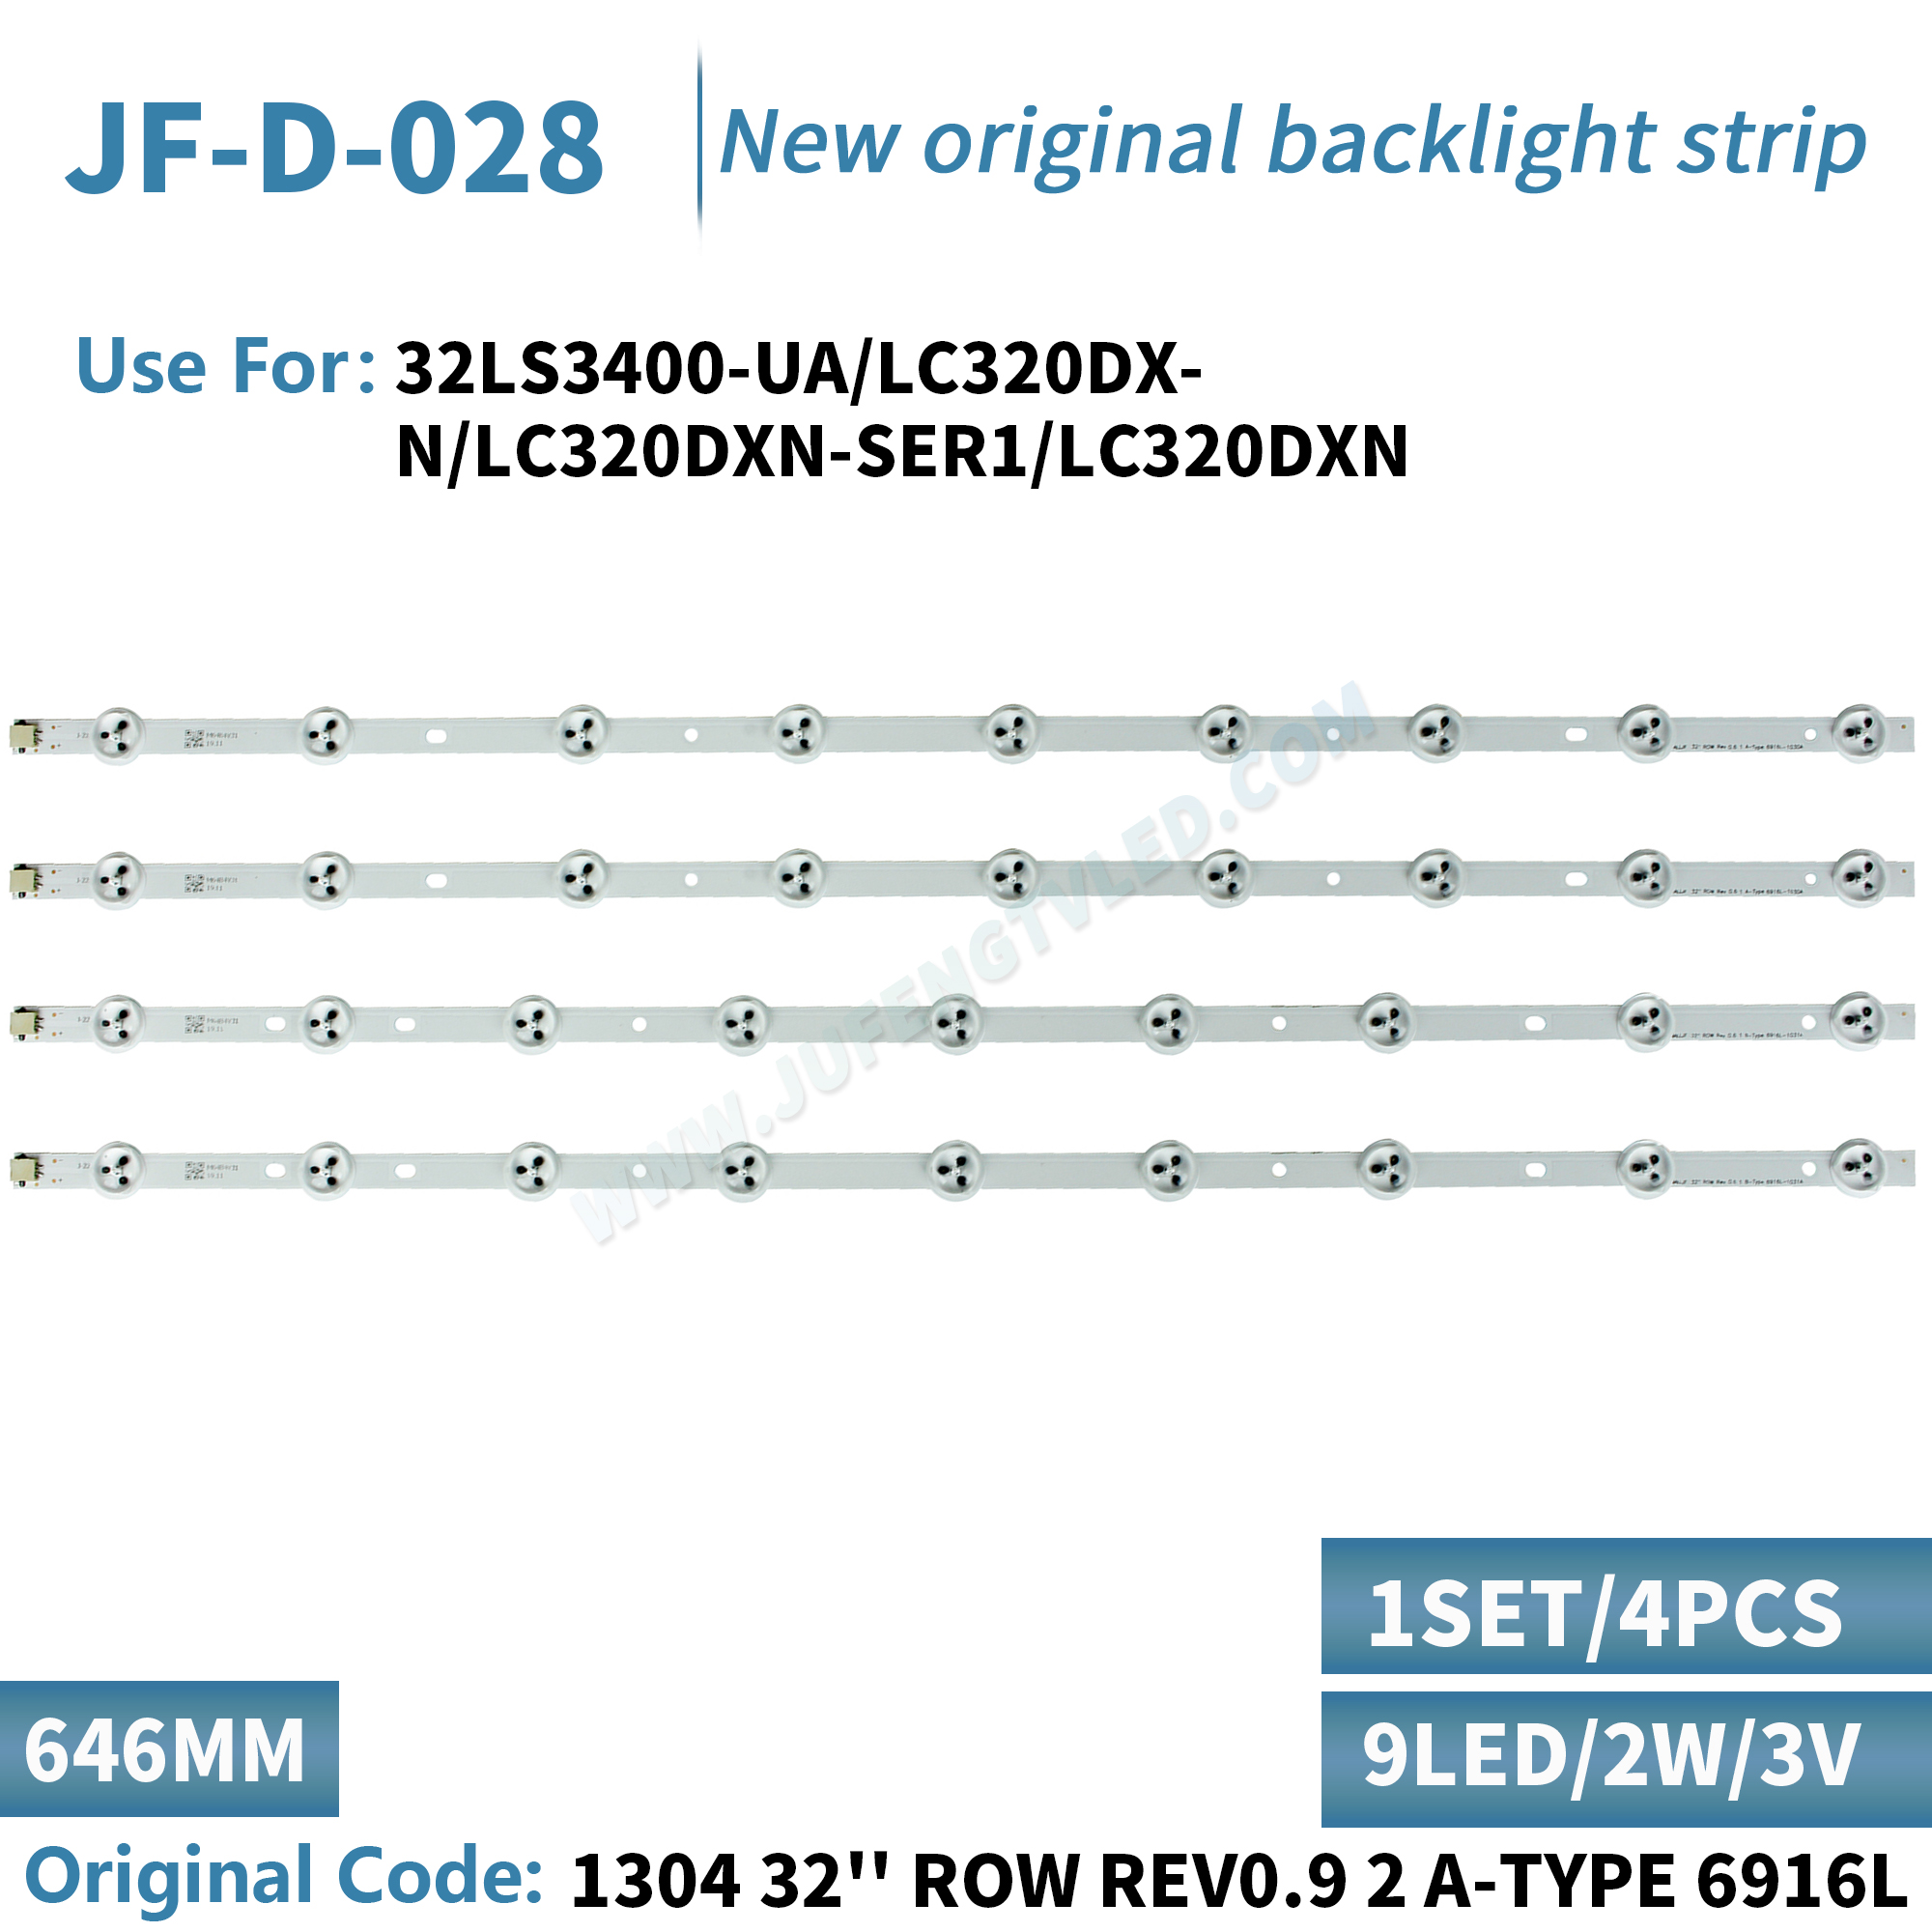 JF-D-028
New original backlight strip
Use For: 32LS3400-UA/LC320DX-
N/LC320DXN-SER1/LC320DXN
WWW.JUFENGTVLED.COM
1SET/4PCS
646MM
9LED/2W/3V
Original Code: 1304 32'' ROW REV0.9 2 A-TYPE 6916L